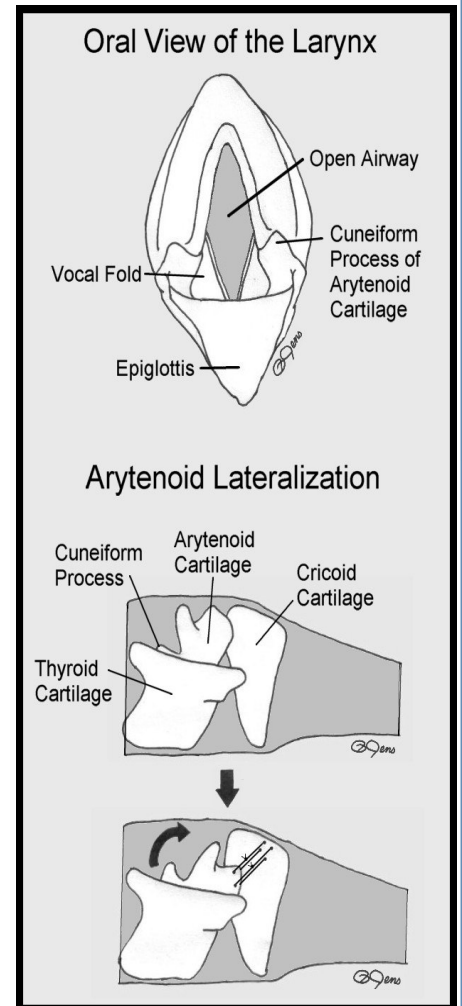 Oral View of the Larynx
Open Airway
Cuneiform
Process of
Arytenoid
Cartilage
Vocal Fold
Epiglottis
Arytenoid Lateralization
Cuneiform
Process
Arytenoid
Cartilage
Cricoid
Cartilage
Thyroid
Cartilage